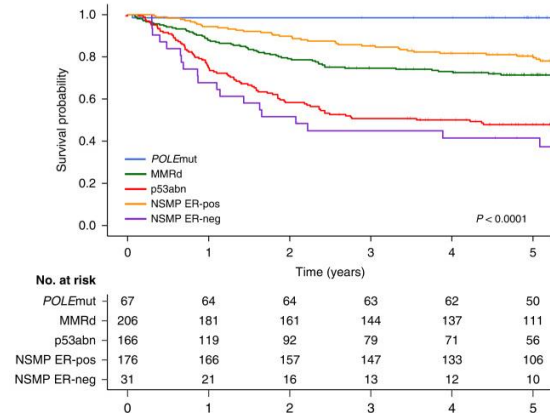 1.0
0.8
0.6
0.4
0.2
0.0
Survival probability
POLEmut
MMRd
p53abn
NSMP ER-pos
NSMP ER-neg
P < 0.0001
0 1 2 3 4 5
Time (years)
No. at risk
POLEmut 67 64 64 63 62 50
MMRd 206 181 161 144 137 111
p53abn 166 119 92 79 71 56
NSMP ER-pos 176 166 157 147 133 106
NSMP ER-neg 31 21 16 13 12 10
0 1 2 3 4 5